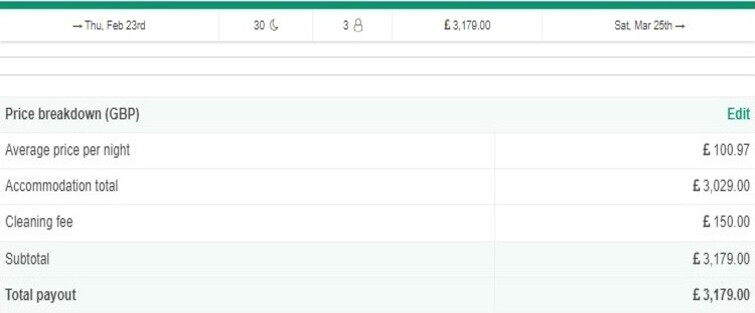 → Thu, Feb 23rd 30 3 £ 3,179.00 Sat, Mar 25th →
Price breakdown (GBP) Edit
Average price per night £ 100.97
Accommodation total £ 3,029.00
Cleaning fee £ 150.00
Subtotal £ 3,179.00
Total payout £ 3,179.00